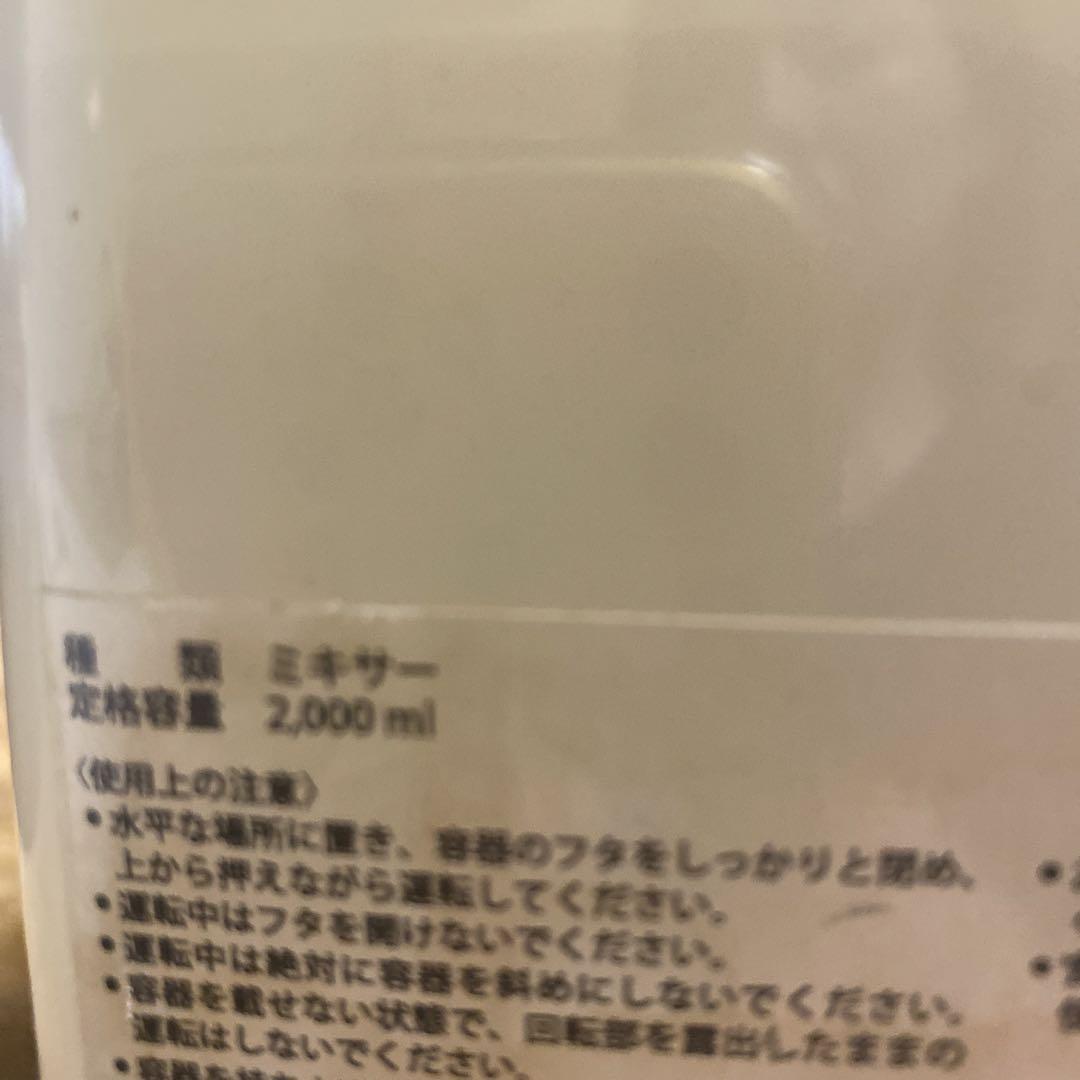 種　類　ミキサー
定格容量　2,000 ml
〈使用上の注意〉
•水平な場所に置き、容器のフタをしっかりと閉め、
上から押えながら運転してください。
•運転中はフタを開けないでください。
•運転中は絶対に容器を斜めにしないでください。
•容器を載せない状態で、回転部を露出したままの
運転はしないでください。
•容器を